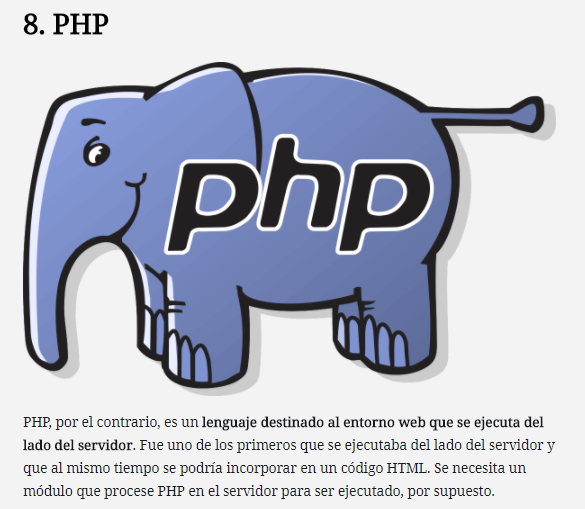 8. PHP
php
PHP, por el contrario, es un lenguaje destinado al entorno web que se ejecuta del
lado del servidor. Fue uno de los primeros que se ejecutaba del lado del servidor y
que al mismo tiempo se podría incorporar en un código HTML. Se necesita un
módulo que procese PHP en el servidor para ser ejecutado, por supuesto.